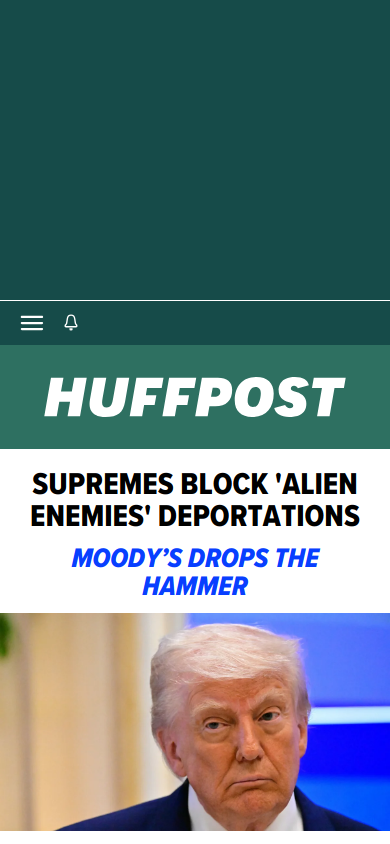 HUFFPOST
SUPREMES BLOCK 'ALIEN
ENEMIES' DEPORTATIONS
MOODY’S DROPS THE
HAMMER